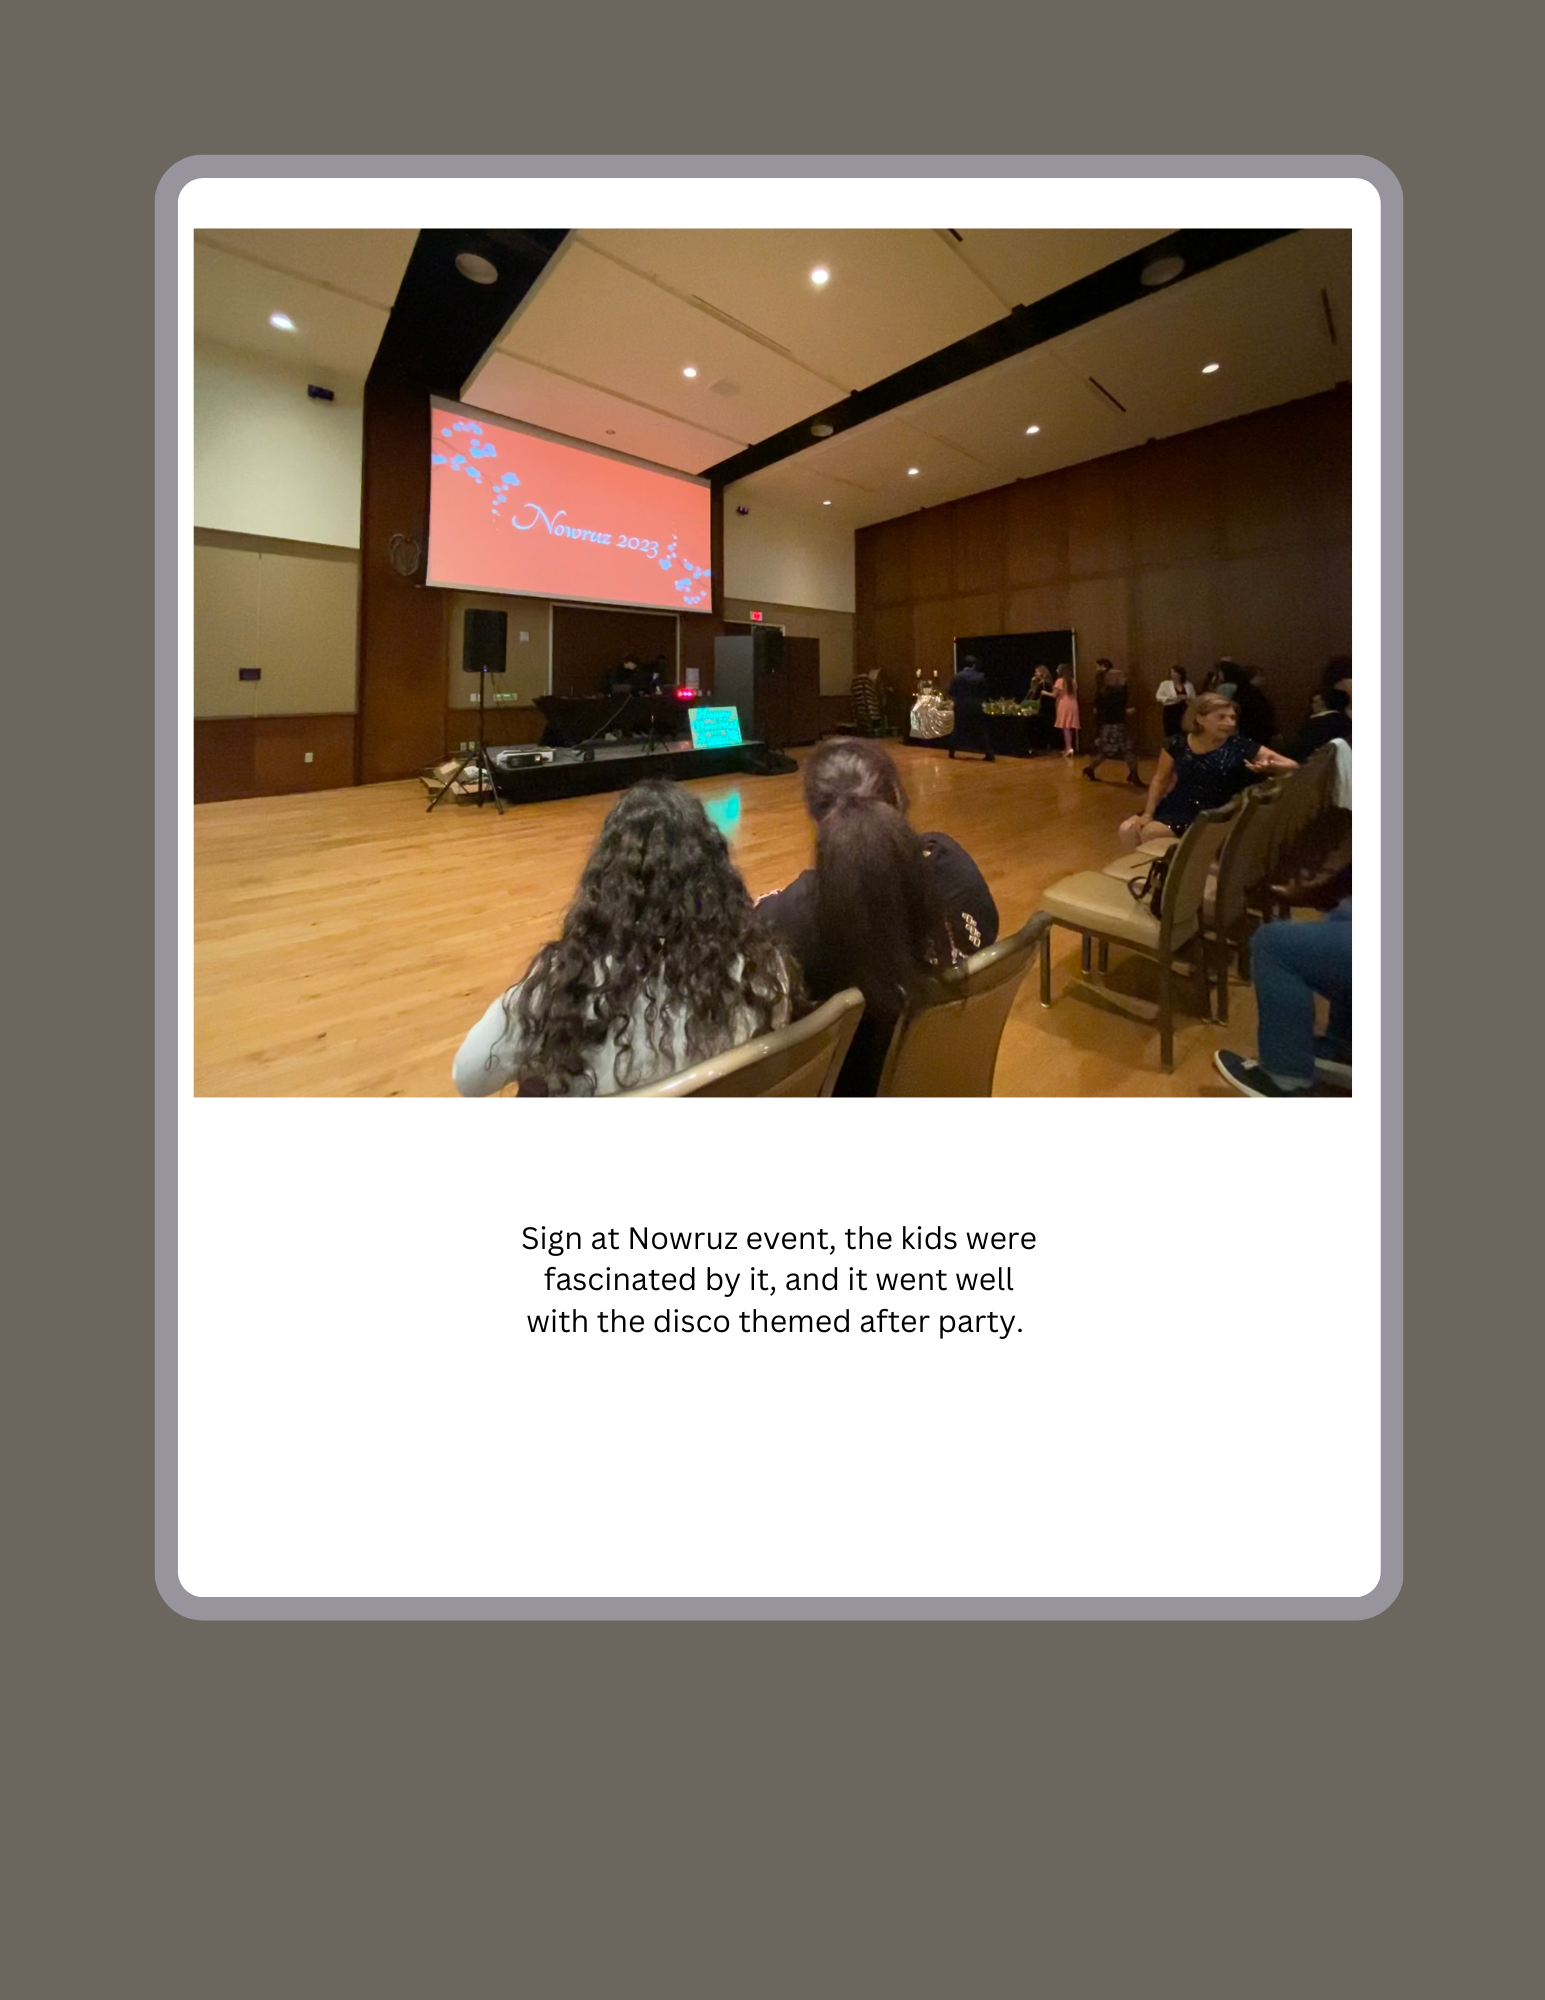 Nowruz 2023
Sign at Nowruz event, the kids were
fascinated by it, and it went well
with the disco themed after party.